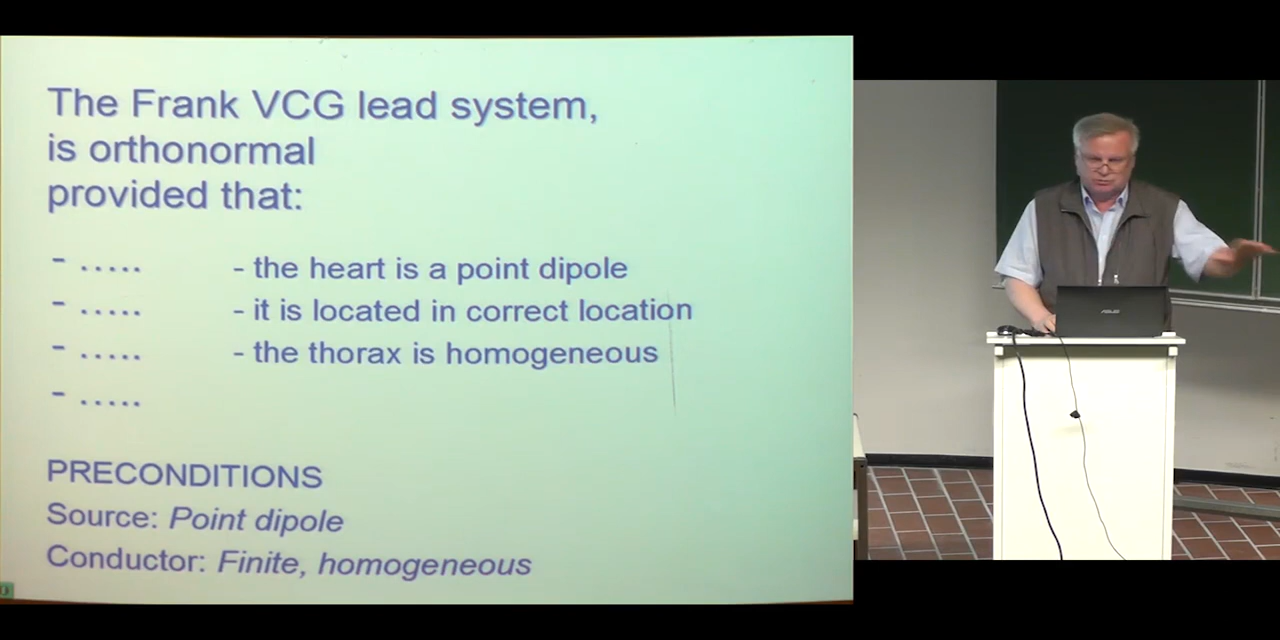 The Frank VCG lead system,
is orthonormal
provided that:
- ..... - the heart is a point dipole
- ..... - it is located in correct location
- ..... - the thorax is homogeneous
- .....
PRECONDITIONS
Source: Point dipole
Conductor: Finite, homogeneous
ASUS